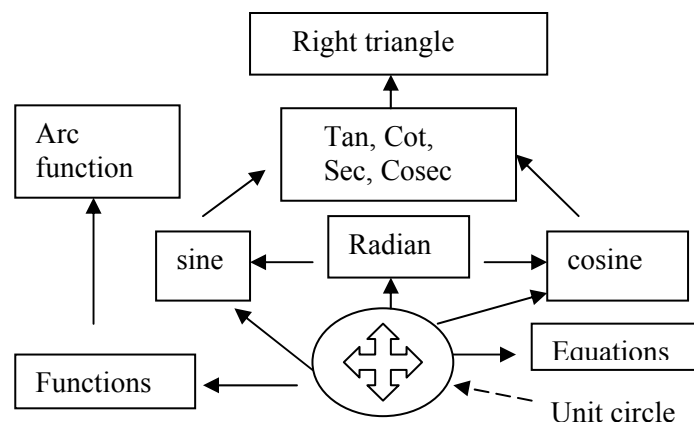 Right triangle
Arc
function
Tan, Cot,
Sec, Cosec
sine
Radian
cosine
Functions
Equations
Unit circle